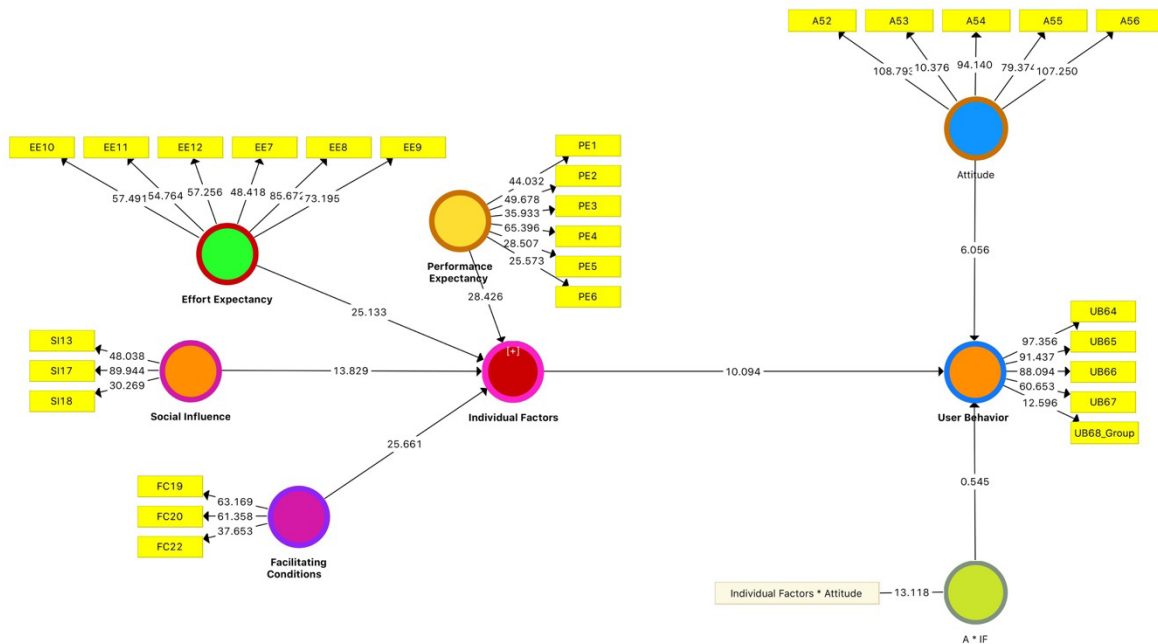 A52
A53
A54
A55
A56
108.793
10.376
94.140
79.374
107.250
Attitude
EE10
EE11
EE12
EE7
EE8
EE9
57.491
54.764
57.256
48.418
85.672
73.195
Effort Expectancy
PE1
PE2
PE3
PE4
PE5
PE6
44.032
49.678
35.933
65.396
28.507
25.573
Performance
Expectancy
28.426
25.133
6.056
SI13
SI17
SI18
48.038
89.944
30.269
Social Influence
13.829
[+]
Individual Factors
10.094
UB64
UB65
UB66
UB67
UB68_Group
97.356
91.437
88.094
60.653
12.596
User Behavior
25.661
FC19
FC20
FC22
63.169
61.358
37.653
Facilitating
Conditions
0.545
Individual Factors * Attitude
13.118
A * IF